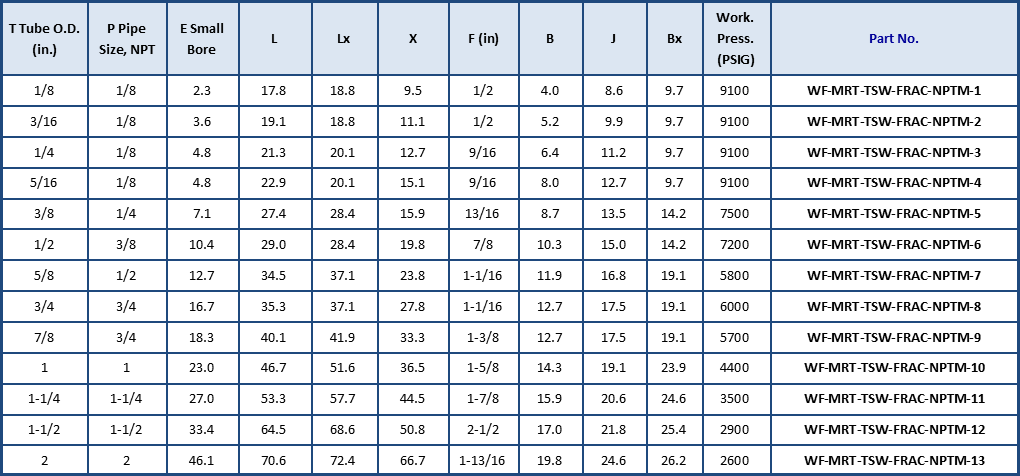 T Tube O.D. (in.) P Pipe Size, NPT E Small Bore L Lx X F (in) B J Bx Work. Press. (PSIG) Part No.
1/8 1/8 2.3 17.8 18.8 9.5 1/2 4.0 8.6 9.7 9100 WF-MRT-TSW-FRAC-NPTM-1
3/16 1/8 3.6 19.1 18.8 11.1 1/2 5.2 9.9 9.7 9100 WF-MRT-TSW-FRAC-NPTM-2
1/4 1/8 4.8 21.3 20.1 12.7 9/16 6.4 11.2 9.7 9100 WF-MRT-TSW-FRAC-NPTM-3
5/16 1/8 4.8 22.9 20.1 15.1 9/16 8.0 12.7 9.7 9100 WF-MRT-TSW-FRAC-NPTM-4
3/8 1/4 7.1 27.4 28.4 15.9 13/16 8.7 13.5 14.2 7500 WF-MRT-TSW-FRAC-NPTM-5
1/2 3/8 10.4 29.0 28.4 19.8 7/8 10.3 15.0 14.2 7200 WF-MRT-TSW-FRAC-NPTM-6
5/8 1/2 12.7 34.5 37.1 23.8 1-1/16 11.9 16.8 19.1 5800 WF-MRT-TSW-FRAC-NPTM-7
3/4 3/4 16.7 35.3 37.1 27.8 1-1/16 12.7 17.5 19.1 6000 WF-MRT-TSW-FRAC-NPTM-8
7/8 3/4 18.3 40.1 41.9 33.3 1-3/8 12.7 17.5 19.1 5700 WF-MRT-TSW-FRAC-NPTM-9
1 1 23.0 46.7 51.6 36.5 1-5/8 14.3 19.1 23.9 4400 WF-MRT-TSW-FRAC-NPTM-10
1-1/4 1-1/4 27.0 53.3 57.7 44.5 1-7/8 15.9 20.6 24.6 3500 WF-MRT-TSW-FRAC-NPTM-11
1-1/2 1-1/2 33.4 64.5 68.6 50.8 2-1/2 17.0 21.8 25.4 2900 WF-MRT-TSW-FRAC-NPTM-12
2 2 46.1 70.6 72.4 66.7 1-13/16 19.8 24.6 26.2 2600 WF-MRT-TSW-FRAC-NPTM-13